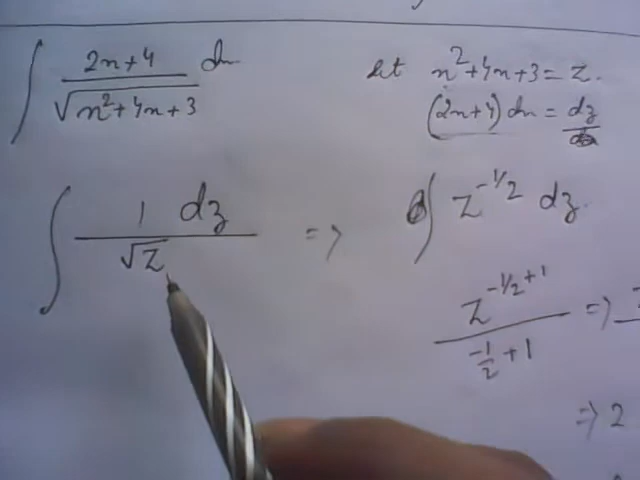 ∫ (2x+4)/√(x²+4x+3) dx
let x²+4x+3 = z.
(2x+4) dx = dz
∫ 1/√z dz ⇒ ∫ z^(-1/2) dz.
z^(-1/2+1)/(-1/2+1) ⇒
⇒ 2